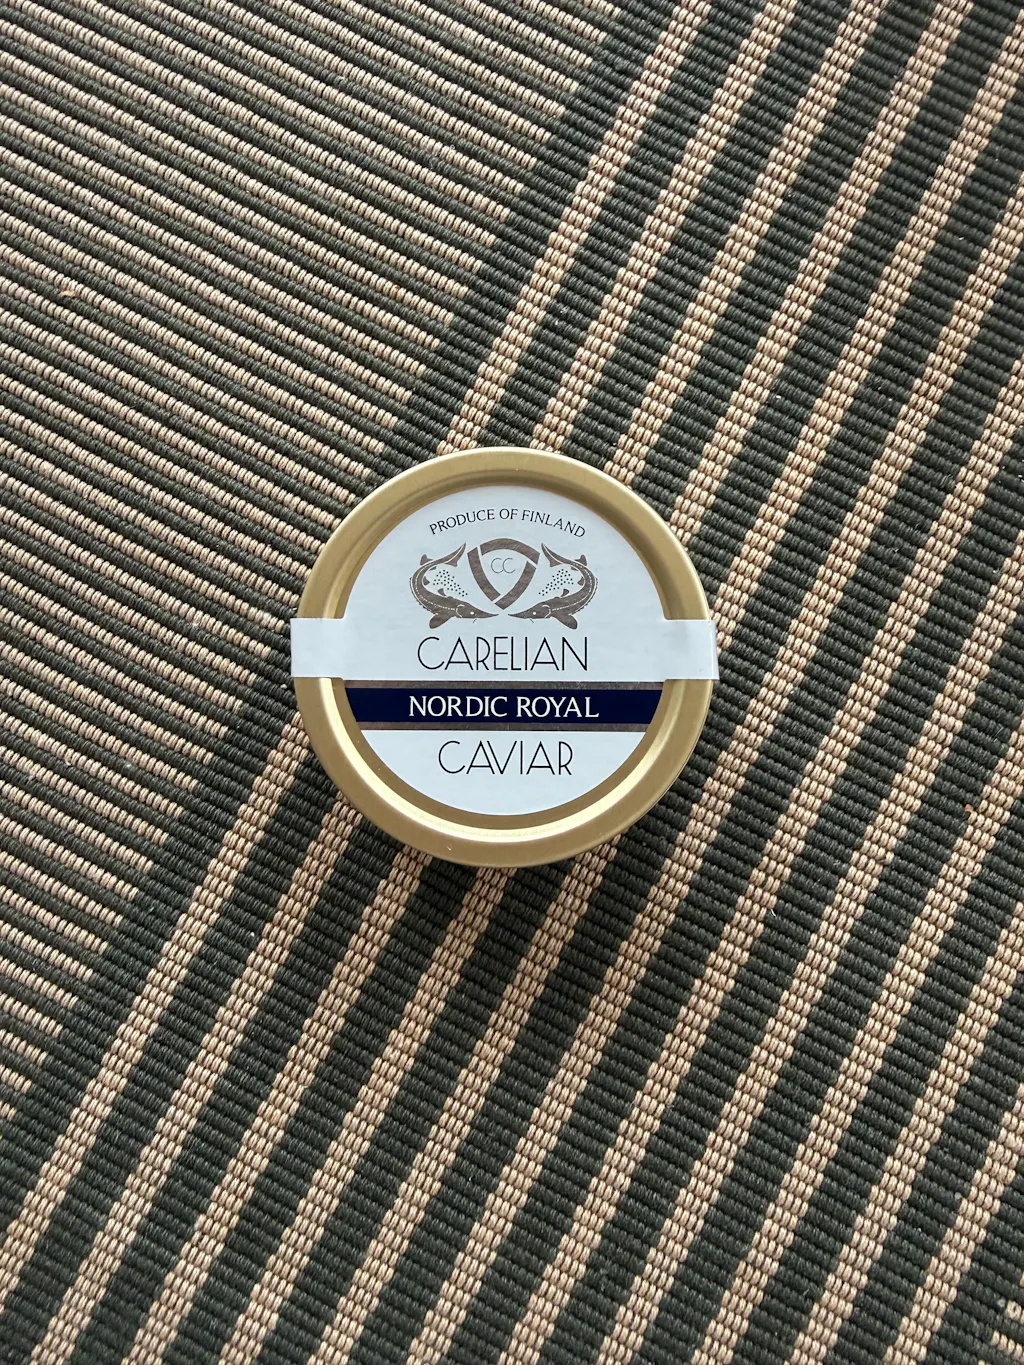 PRODUCE OF FINLAND
CC
CARELIAN
NORDIC ROYAL
CAVIAR